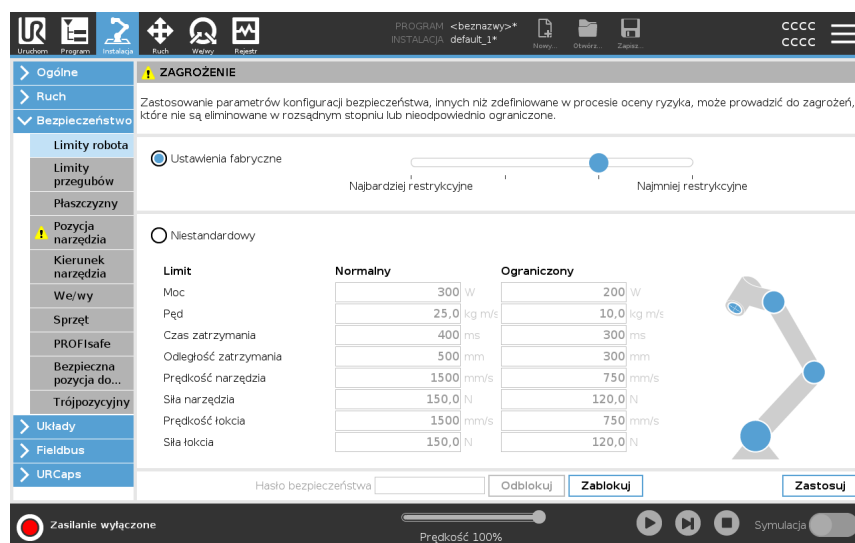 PROGRAM <beznazwy>*
INSTALACJA default_1*
CCCC
CCCC
Uruchom Program Instalacja Ruch We/wy Rejestr Nowy... Otwórz... Zapisz...
Ogólne
Ruch
Bezpieczeństwo
Limity robota
Limity
przegubów
Płaszczyzny
Pozycja
narzędzia
Kierunek
narzędzia
We/wy
Sprzęt
PROFIsafe
Bezpieczna
pozycja do...
Trójpozycyjny
Układy
Fieldbus
URCaps
ZAGROŻENIE
Zastosowanie parametrów konfiguracji bezpieczeństwa, innych niż zdefiniowane w procesie oceny ryzyka, może prowadzić do zagrożeń,
które nie są eliminowane w rozsądnym stopniu lub nieodpowiednio ograniczone.
Ustawienia fabryczne
Najbardziej restrykcyjne Najmniej restrykcyjne
Niestandardowy
Limit Normalny Ograniczony
Moc 300 W 200 W
Pęd 25,0 kg m/s 10,0 kg m/s
Czas zatrzymania 400 ms 300 ms
Odległość zatrzymania 500 mm 300 mm
Prędkość narzędzia 1500 mm/s 750 mm/s
Siła narzędzia 150,0 N 120,0 N
Prędkość łokcia 1500 mm/s 750 mm/s
Siła łokcia 150,0 N 120,0 N
Hasło bezpieczeństwa Odblokuj Zablokuj Zastosuj
Zasilanie wyłączone Prędkość 100% Symulacja